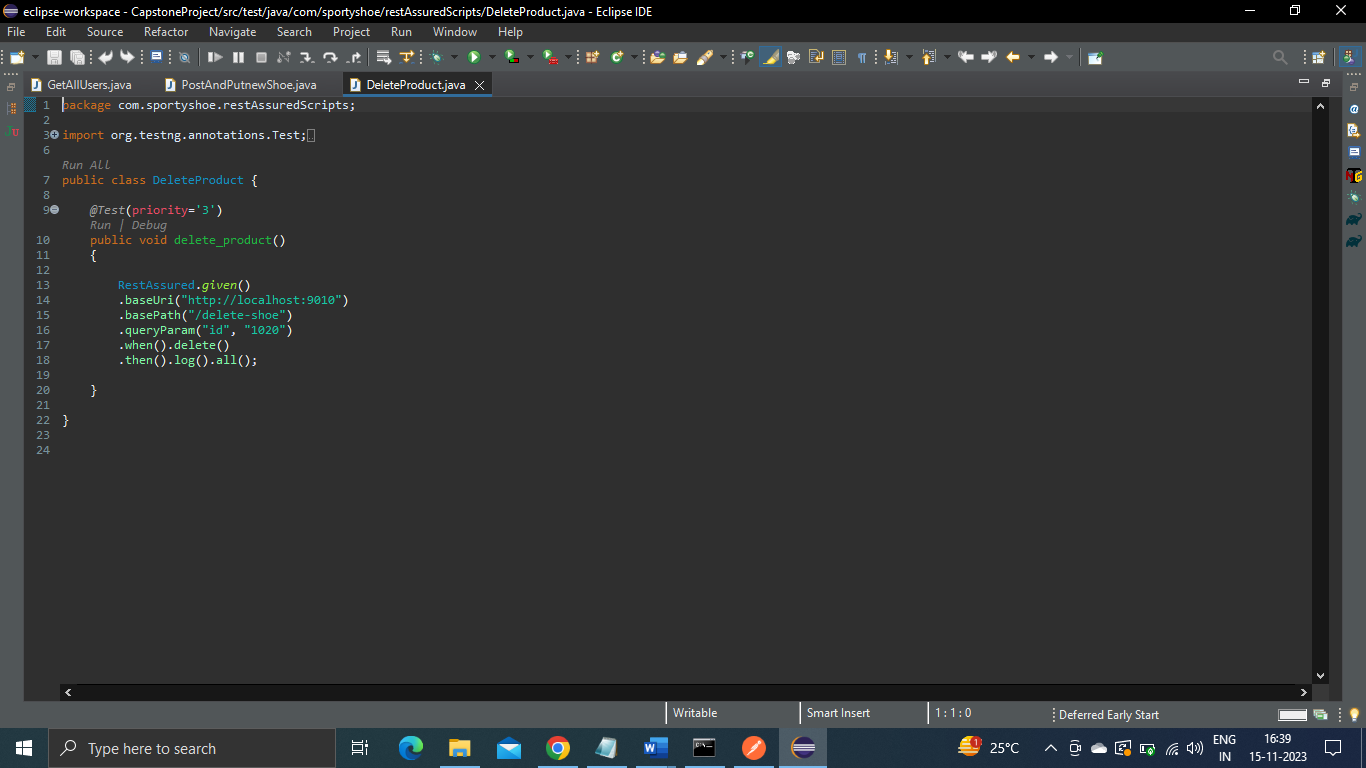 eclipse-workspace - CapstoneProject/src/test/java/com/sportyshoe/restAssuredScripts/DeleteProduct.java - Eclipse IDE
File Edit Source Refactor Navigate Search Project Run Window Help
GetAllUsers.java PostAndPutnewShoe.java DeleteProduct.java
1 package com.sportyshoe.restAssuredScripts;
2
3 import org.testng.annotations.Test;
6
Run All
7 public class DeleteProduct {
8
9 @Test(priority='3')
Run | Debug
10 public void delete_product()
11 {
12
13 RestAssured.given()
14 .baseUri("http://localhost:9010")
15 .basePath("/delete-shoe")
16 .queryParam("id", "1020")
17 .when().delete()
18 .then().log().all();
19
20 }
21
22 }
23
24
Writable Smart Insert 1 : 1 : 0 Deferred Early Start
Type here to search
25°C
ENG
IN
16:39
15-11-2023